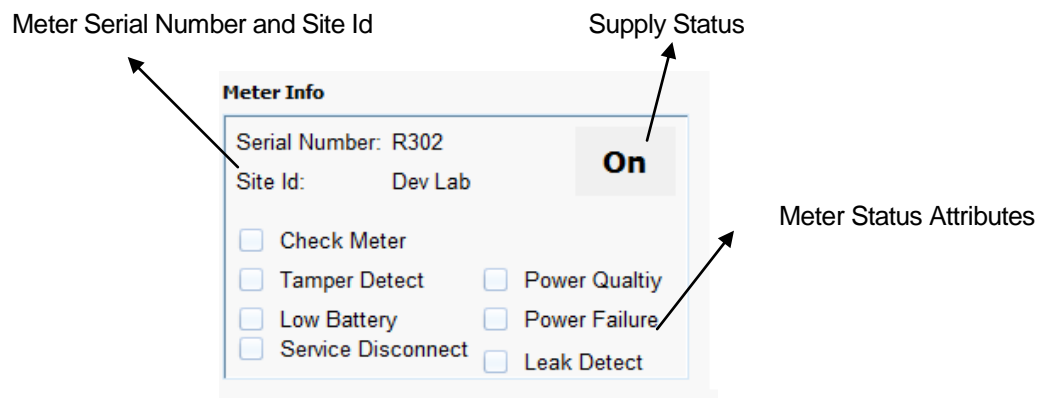 Meter Serial Number and Site Id
Supply Status
Meter Info
Serial Number: R302
On
Site Id: Dev Lab
Meter Status Attributes
Check Meter
Tamper Detect
Power Qualtiy
Low Battery
Power Failure
Service Disconnect
Leak Detect